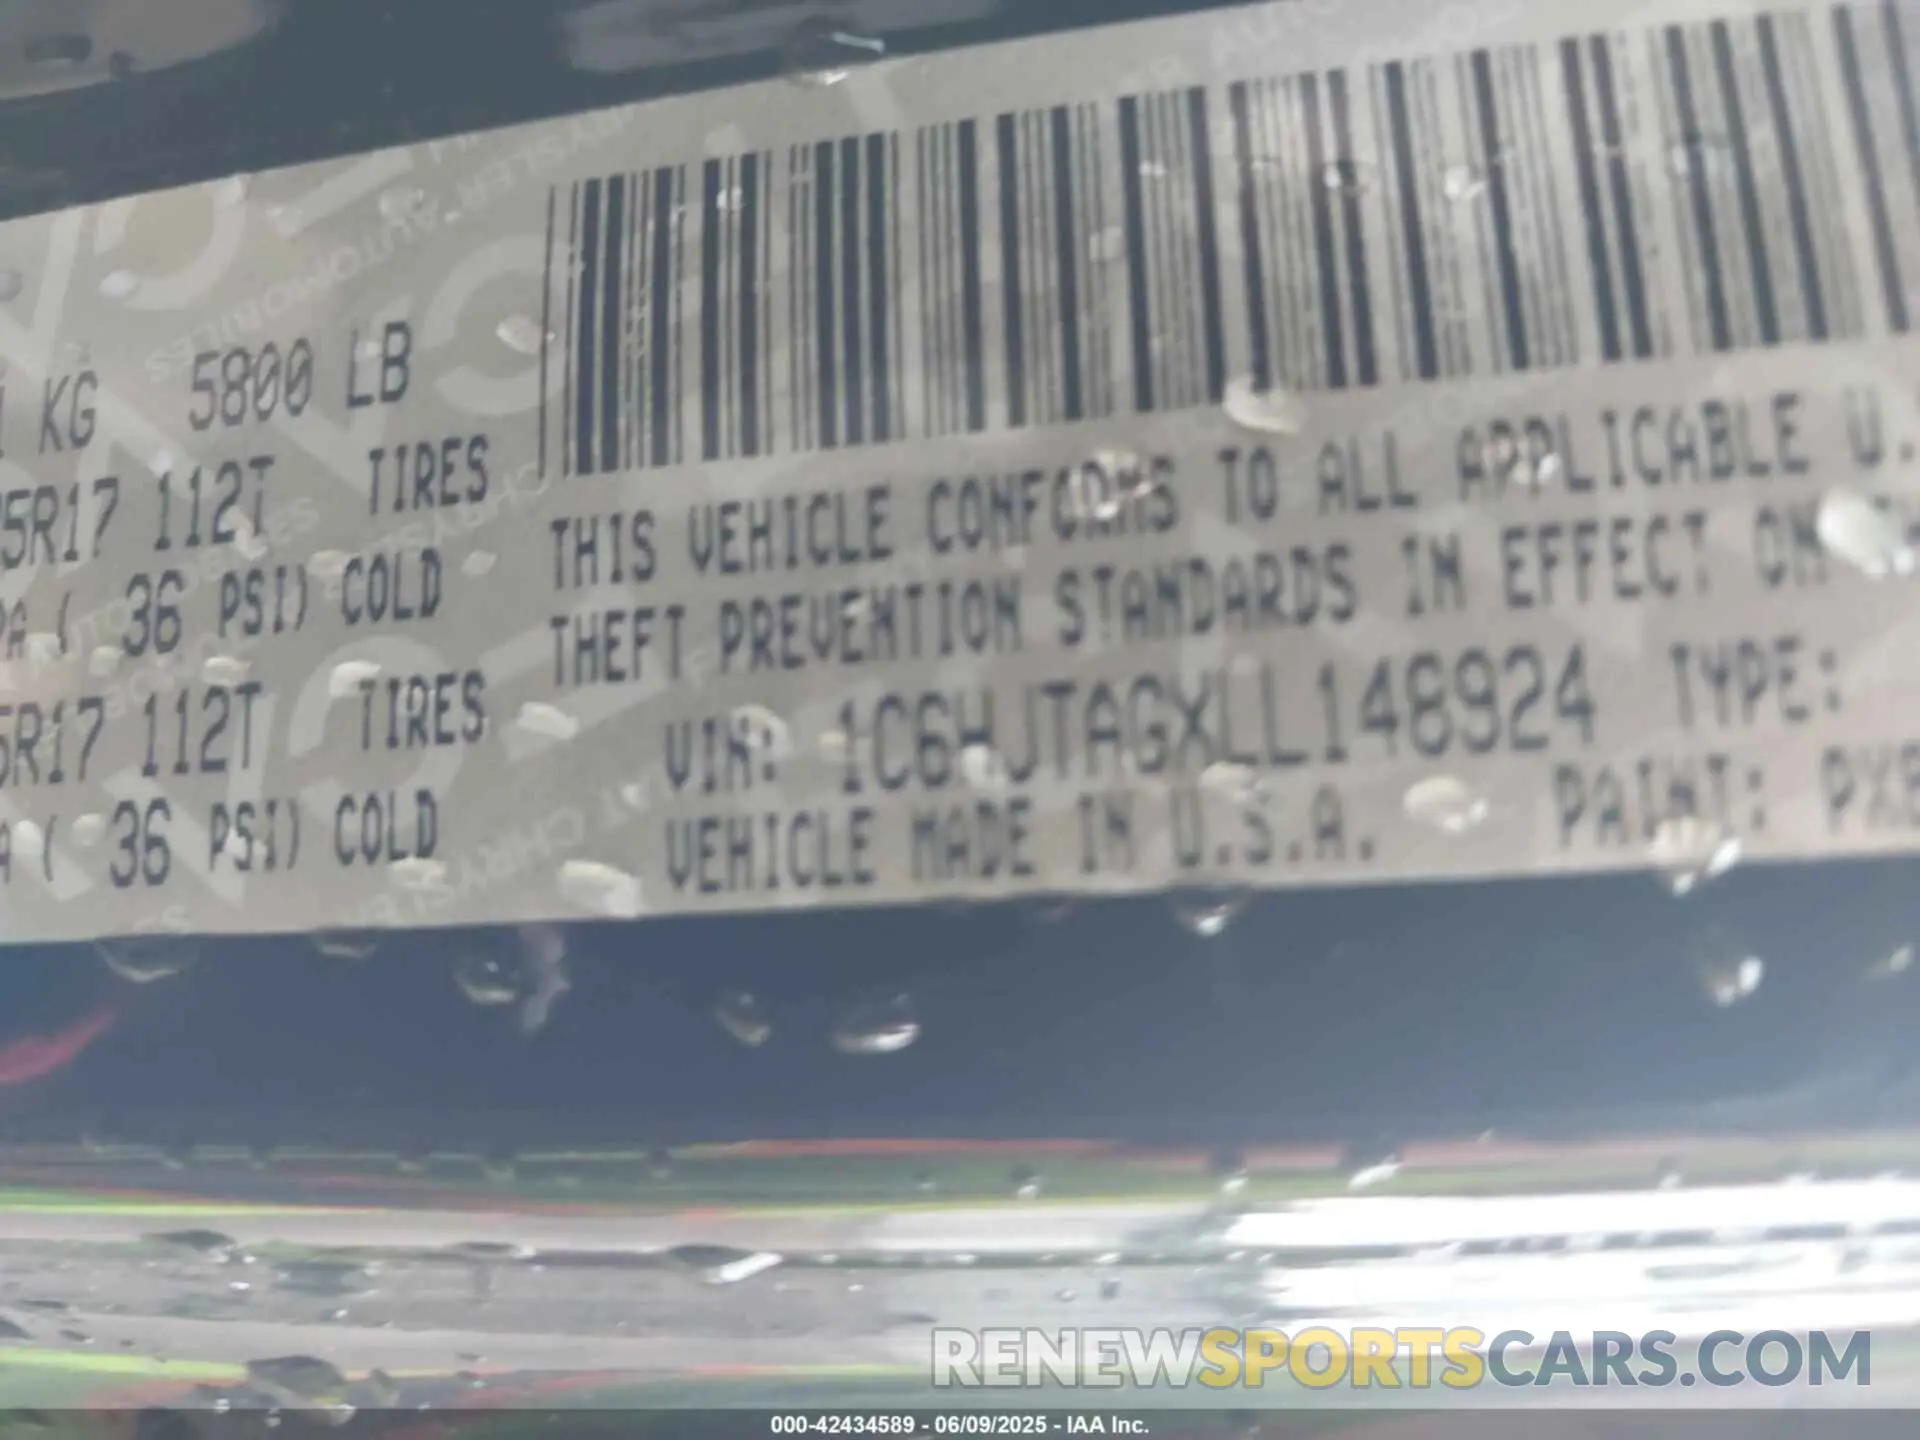 KG 5800 LB
5R17 112T TIRES
PA ( 36 PSI) COLD
5R17 112T TIRES
A ( 36 PSI) COLD
THIS VEHICLE CONFORMS TO ALL APPLICABLE U.
THEFT PREVENTION STANDARDS IN EFFECT ON
VIN: 1C6HJTAGXLL148924 TYPE:
VEHICLE MADE IN U.S.A. PAINT: PX8
RENEWSPORTSCARS.COM
000-42434589 - 06/09/2025 - IAA Inc.